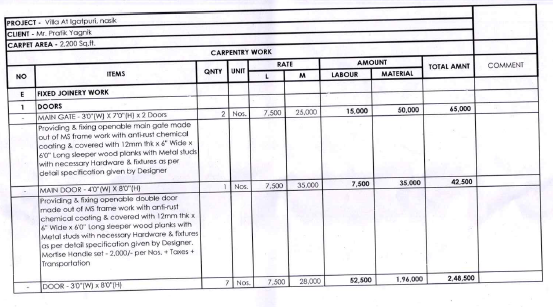 PROJECT - Villa At Igatpuri, nasik
CLIENT - Mr. Pratik Yagnik
CARPET AREA - 2,200 Sq.ft.
CARPENTRY WORK
NO ITEMS QNTY UNIT RATE AMOUNT TOTAL AMNT COMMENT
L M LABOUR MATERIAL
E FIXED JOINERY WORK
1 DOORS
- MAIN GATE - 3'0"(W) X 7'0"(H) x 2 Doors 2 Nos. 7,500 25,000 15,000 50,000 65,000
Providing & fixing openable main gate made
out of MS frame work with anti-rust chemical
coating & covered with 12mm thk x 6" Wide x
6'0" Long sleeper wood planks with Metal studs
with necessary Hardware & fixtures as per
detail specification given by Designer
- MAIN DOOR - 4'0" (W) X 8'0"(H) 1 Nos. 7,500 35,000 7,500 35,000 42,500
Providing & fixing openable double door
made out of MS frame work with anti-rust
chemical coating & covered with 12mm thk x
6" Wide x 6'0" Long sleeper wood planks with
Metal studs with necessary Hardware & fixtures
as per detail specification given by Designer.
Mortise Handle set - 2,000/- per Nos. + Taxes +
Transportation
- DOOR - 3'0"(W) x 8'0"(H) 7 Nos. 7,500 28,000 52,500 1,96,000 2,48,500